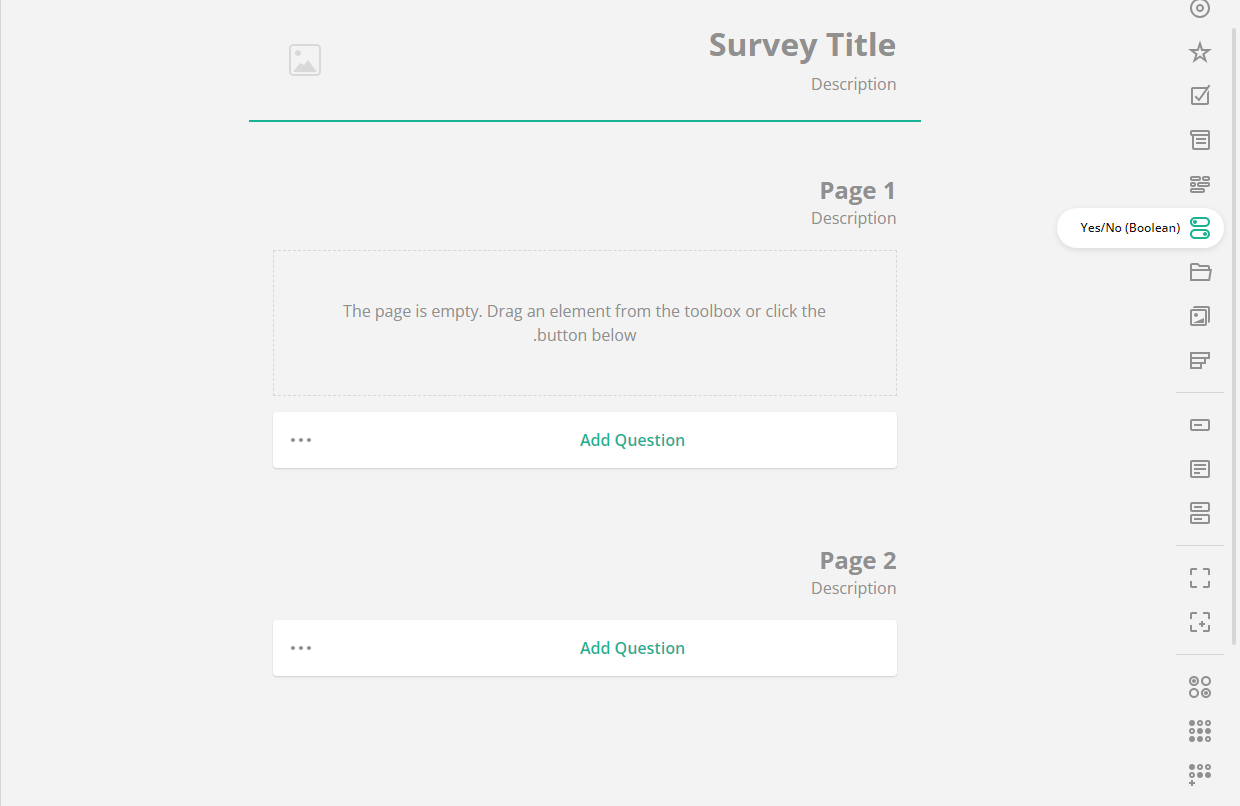 Survey Title
Description
Page 1
Description
Yes/No (Boolean)
The page is empty. Drag an element from the toolbox or click the
.button below
Add Question
Page 2
Description
Add Question